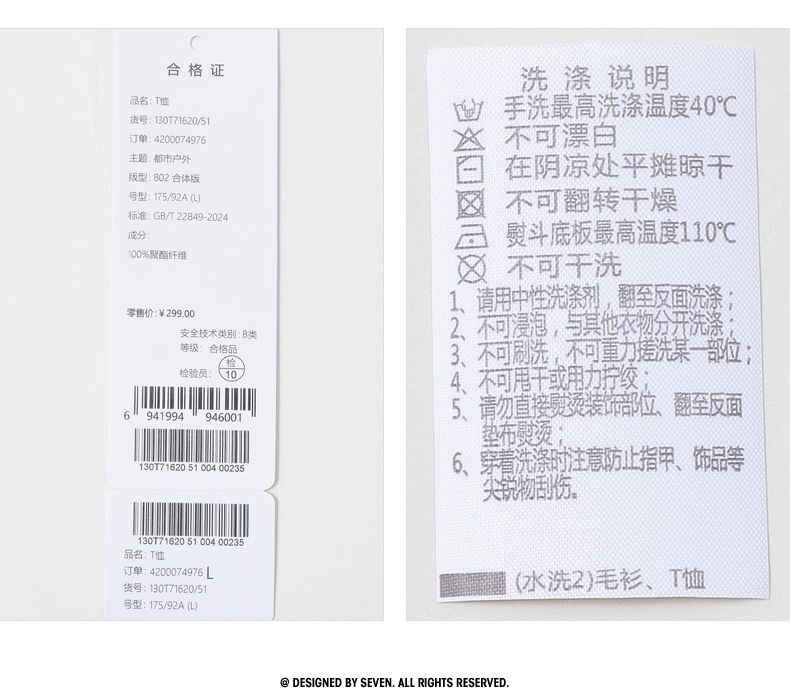 合格证
品名: T恤
货号: 130T71620/51
订单: 4200074976
主题: 都市户外
版型: 802 合体版
号型: 175/92A (L)
标准: GB/T 22849-2024
成分:
100%聚酯纤维
零售价: ¥299.00
安全技术类别: B类
等级: 合格品
检验员: 检 10
6 941994 946001
130T71620 51 004 00235
130T71620 51 004 00235
品名: T恤
订单: 4200074976 L
货号: 130T71620/51
号型: 175/92A (L)
洗涤说明
手洗最高洗涤温度40℃
不可漂白
在阴凉处平摊晾干
不可翻转干燥
熨斗底板最高温度110℃
不可干洗
1、请用中性洗涤剂，翻至反面洗涤；
2、不可浸泡，与其他衣物分开洗涤；
3、不可刷洗，不可重力搓洗某一部位；
4、不可甩干或用力拧绞；
5、请勿直接熨烫装饰部位、翻至反面
垫布熨烫；
6、穿着洗涤时注意防止指甲、饰品等
尖锐物刮伤。
(水洗2)毛衫、T恤
@ DESIGNED BY SEVEN. ALL RIGHTS RESERVED.